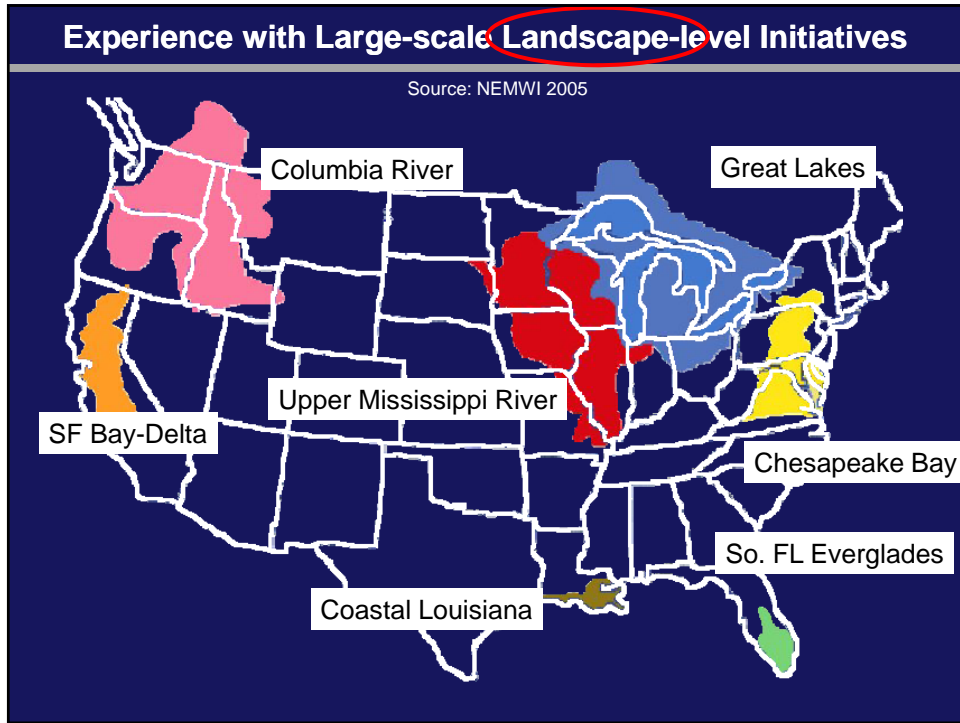 Experience with Large-scale Landscape-level Initiatives
Source: NEMWI 2005
Columbia River
Great Lakes
Upper Mississippi River
SF Bay-Delta
Chesapeake Bay
So. FL Everglades
Coastal Louisiana